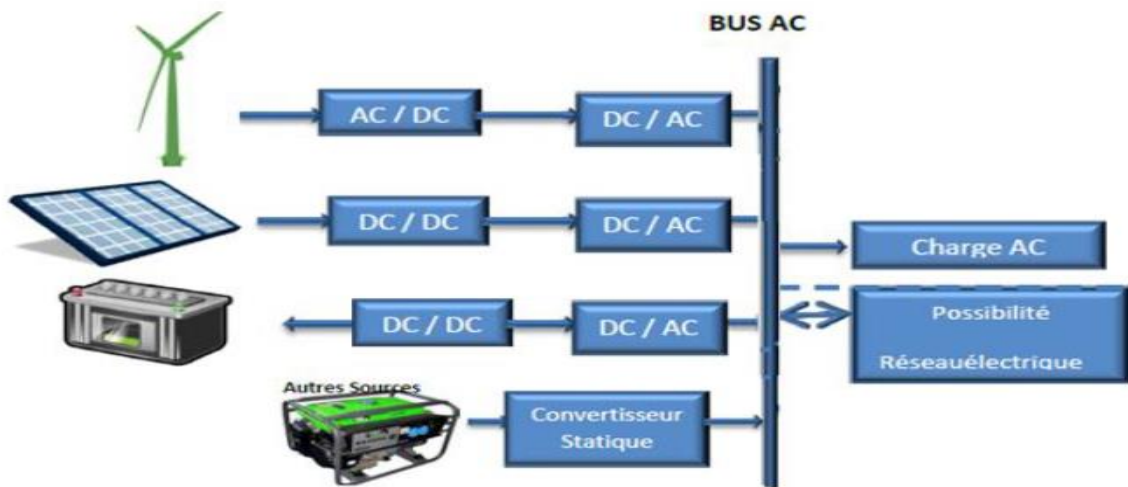 BUS AC
AC / DC
DC / AC
DC / DC
DC / AC
Charge AC
DC / DC
DC / AC
Possibilité
Réseauélectrique
Autres Sources
Convertisseur
Statique